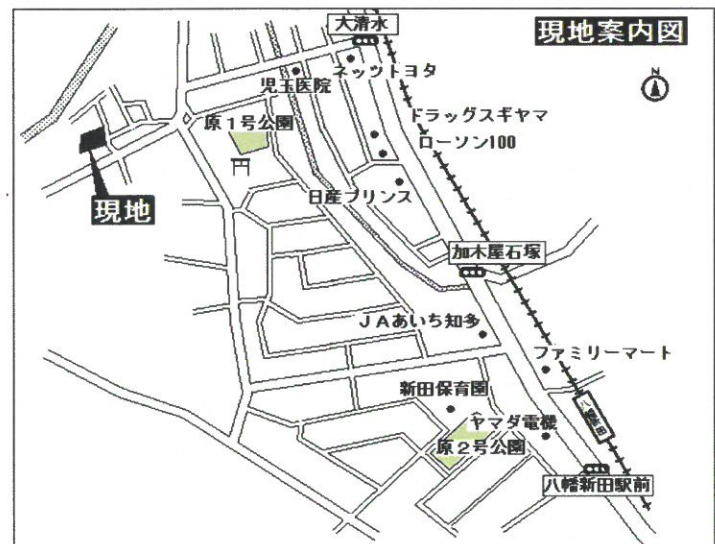 大清水
現地案内図
N
ネッツトヨタ
児玉医院
ドラッグスギヤマ
ローソン100
原1号公園
日産プリンス
現地
加木屋石塚
JAあいち知多
ファミリーマート
新田保育園
ヤマダ電機
原2号公園
八幡新田駅前